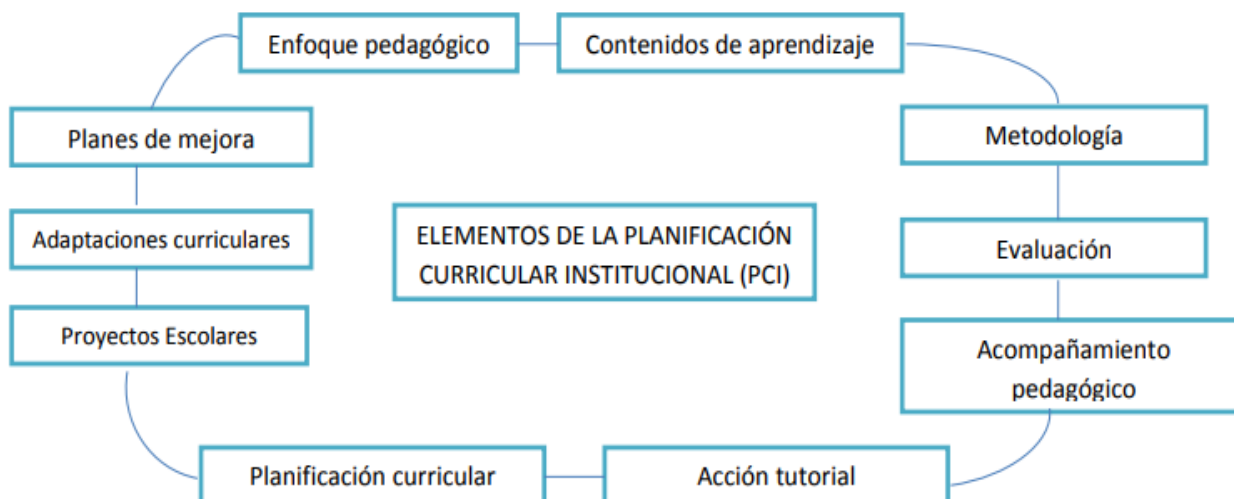 Enfoque pedagógico
Contenidos de aprendizaje
Planes de mejora
Metodología
Adaptaciones curriculares
ELEMENTOS DE LA PLANIFICACIÓN
CURRICULAR INSTITUCIONAL (PCI)
Evaluación
Proyectos Escolares
Acompañamiento
pedagógico
Planificación curricular
Acción tutorial